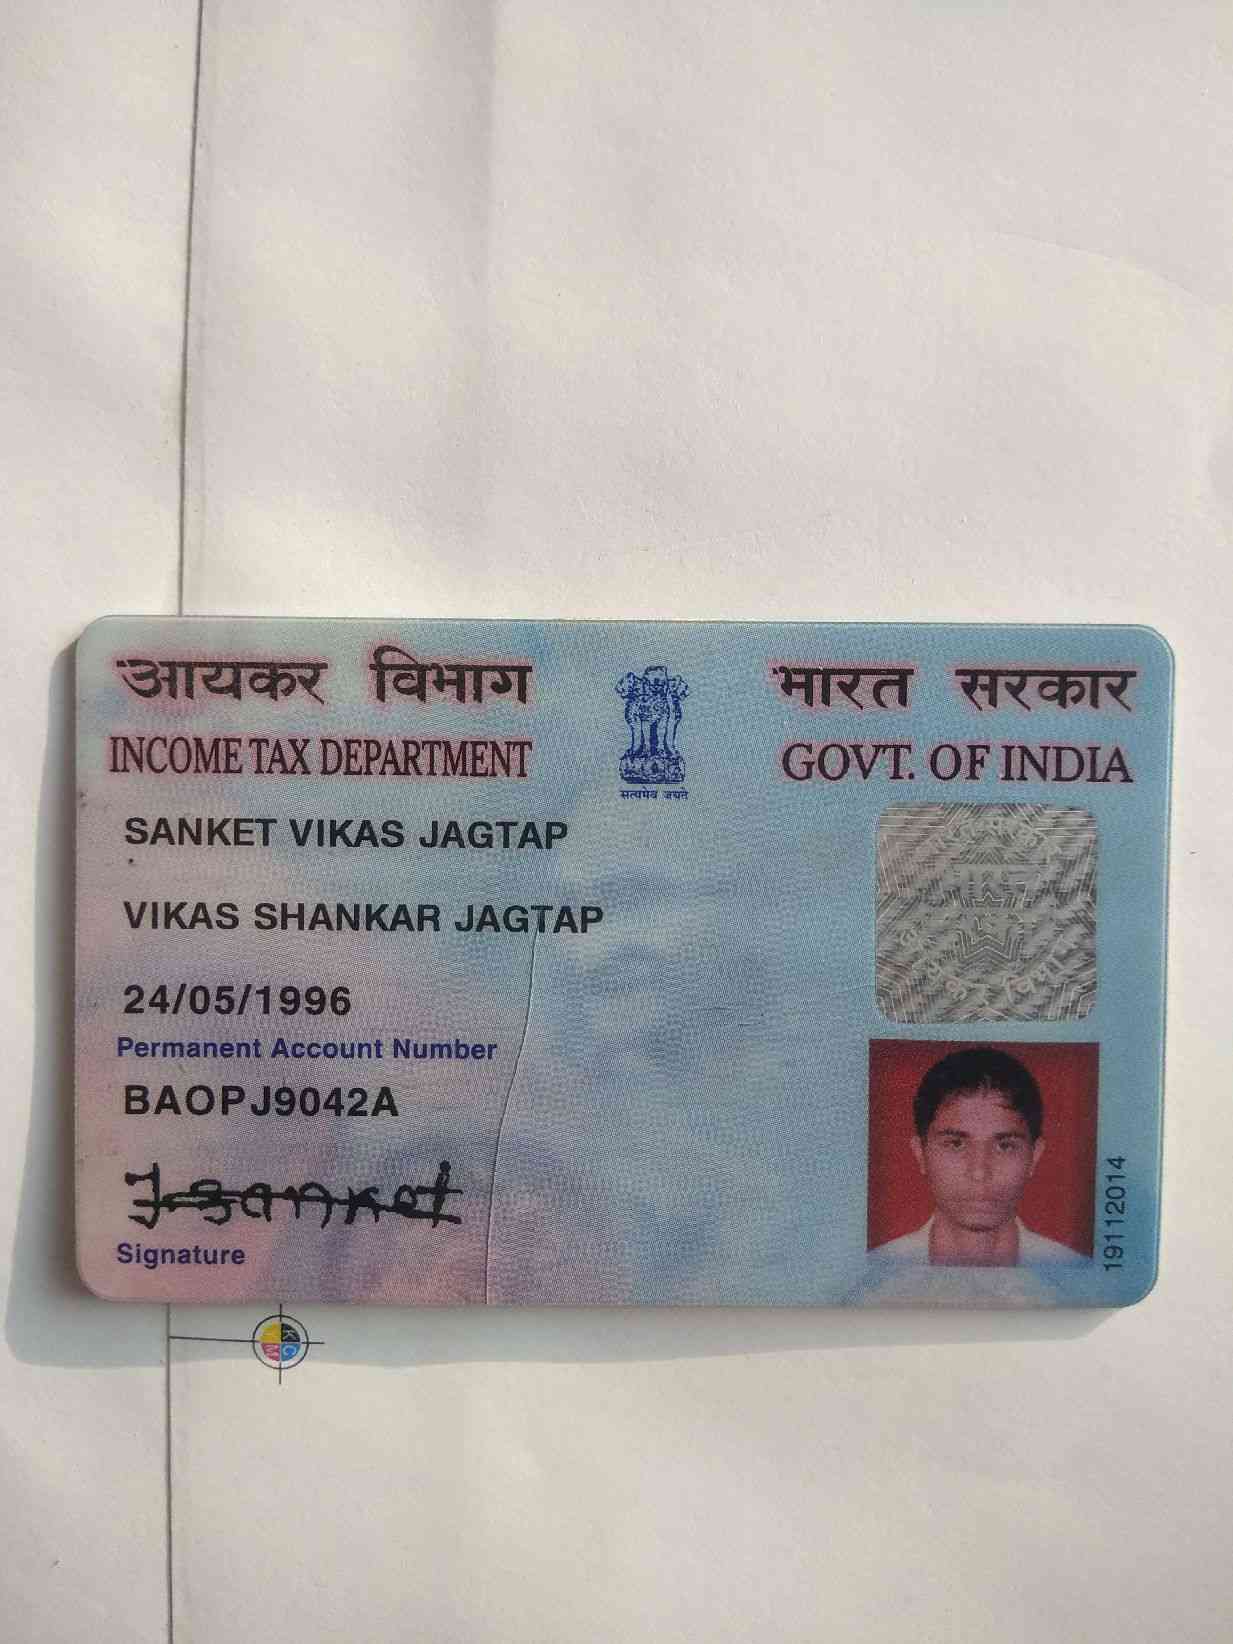 आयकर विभाग
INCOME TAX DEPARTMENT
सत्यमेव जयते
भारत सरकार
GOVT. OF INDIA
SANKET VIKAS JAGTAP
VIKAS SHANKAR JAGTAP
24/05/1996
Permanent Account Number
BAOPJ9042A
J sanket
Signature
19112014
K C
Y M